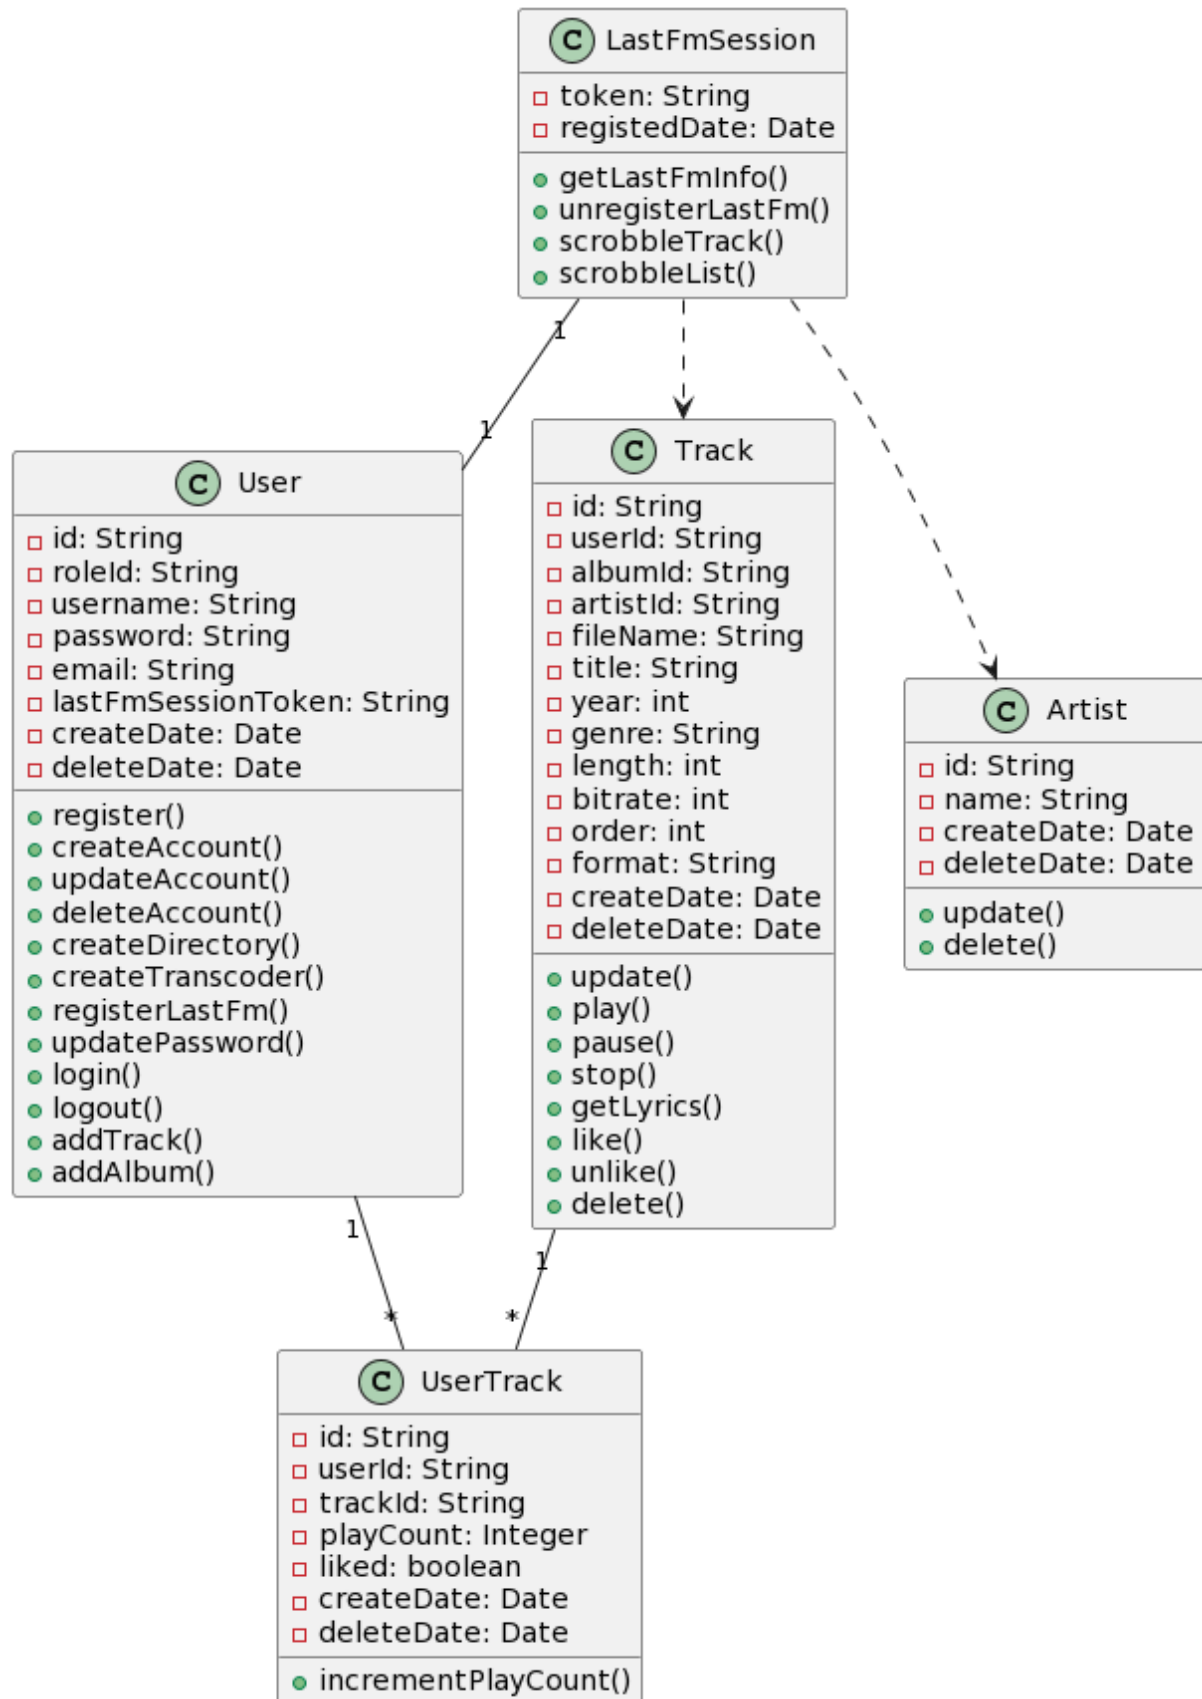 C LastFmSession
token: String
registedDate: Date
getLastFmInfo()
unregisterLastFm()
scrobbleTrack()
scrobbleList()
1
1
C User
id: String
roleId: String
username: String
password: String
email: String
lastFmSessionToken: String
createDate: Date
deleteDate: Date
register()
createAccount()
updateAccount()
deleteAccount()
createDirectory()
createTranscoder()
registerLastFm()
updatePassword()
login()
logout()
addTrack()
addAlbum()
C Track
id: String
userId: String
albumId: String
artistId: String
fileName: String
title: String
year: int
genre: String
length: int
bitrate: int
order: int
format: String
createDate: Date
deleteDate: Date
update()
play()
pause()
stop()
getLyrics()
like()
unlike()
delete()
C Artist
id: String
name: String
createDate: Date
deleteDate: Date
update()
delete()
1
*
1
*
C UserTrack
id: String
userId: String
trackId: String
playCount: Integer
liked: boolean
createDate: Date
deleteDate: Date
incrementPlayCount()